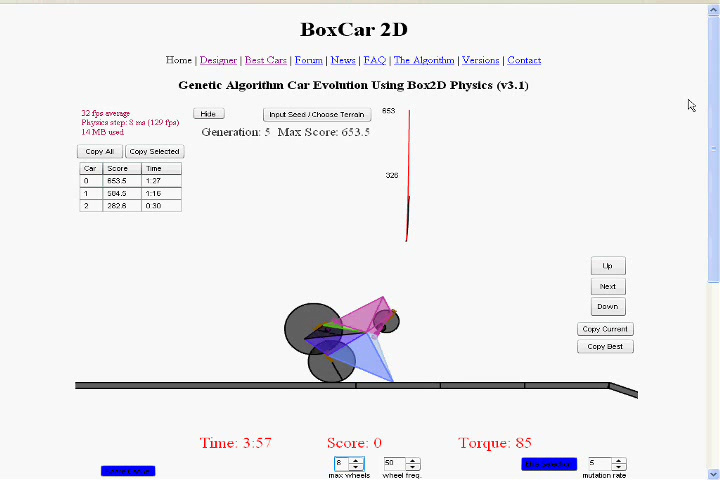 BoxCar 2D
Home | Designer | Best Cars | Forum | News | FAQ | The Algorithm | Versions | Contact
Genetic Algorithm Car Evolution Using Box2D Physics (v3.1)
32 fps average
Physics step: 8 ms (129 fps)
14 MB used
Hide
Input Seed / Choose Terrain
Generation: 5 Max Score: 653.5
653
326
Copy All
Copy Selected
Car Score Time
0 653.5 1:27
1 584.5 1:16
2 282.6 0:30
Up
Next
Down
Copy Current
Copy Best
Time: 3:57 Score: 0 Torque: 85
8
50
5
max wheels
wheel freq.
mutation rate